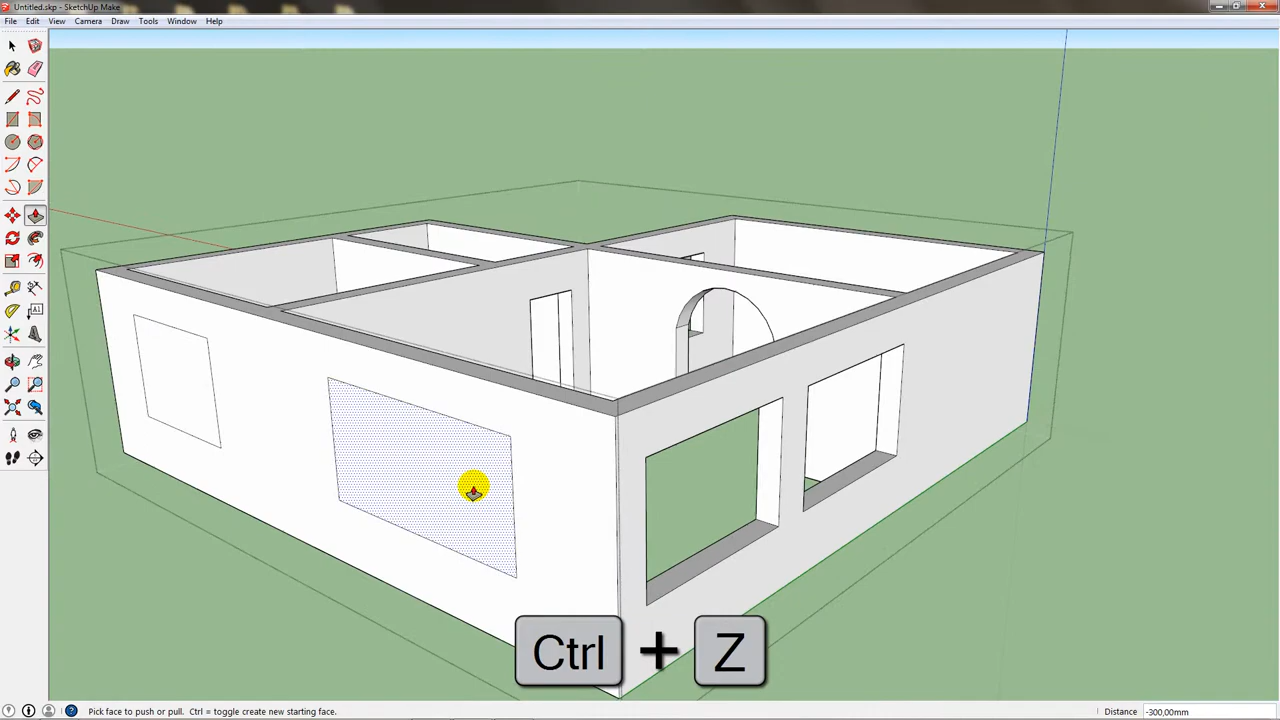 Untitled.skp - SketchUp Make
File Edit View Camera Draw Tools Window Help
A1
Ctrl + Z
Pick face to push or pull. Ctrl = toggle create new starting face.
Distance -300,00mm